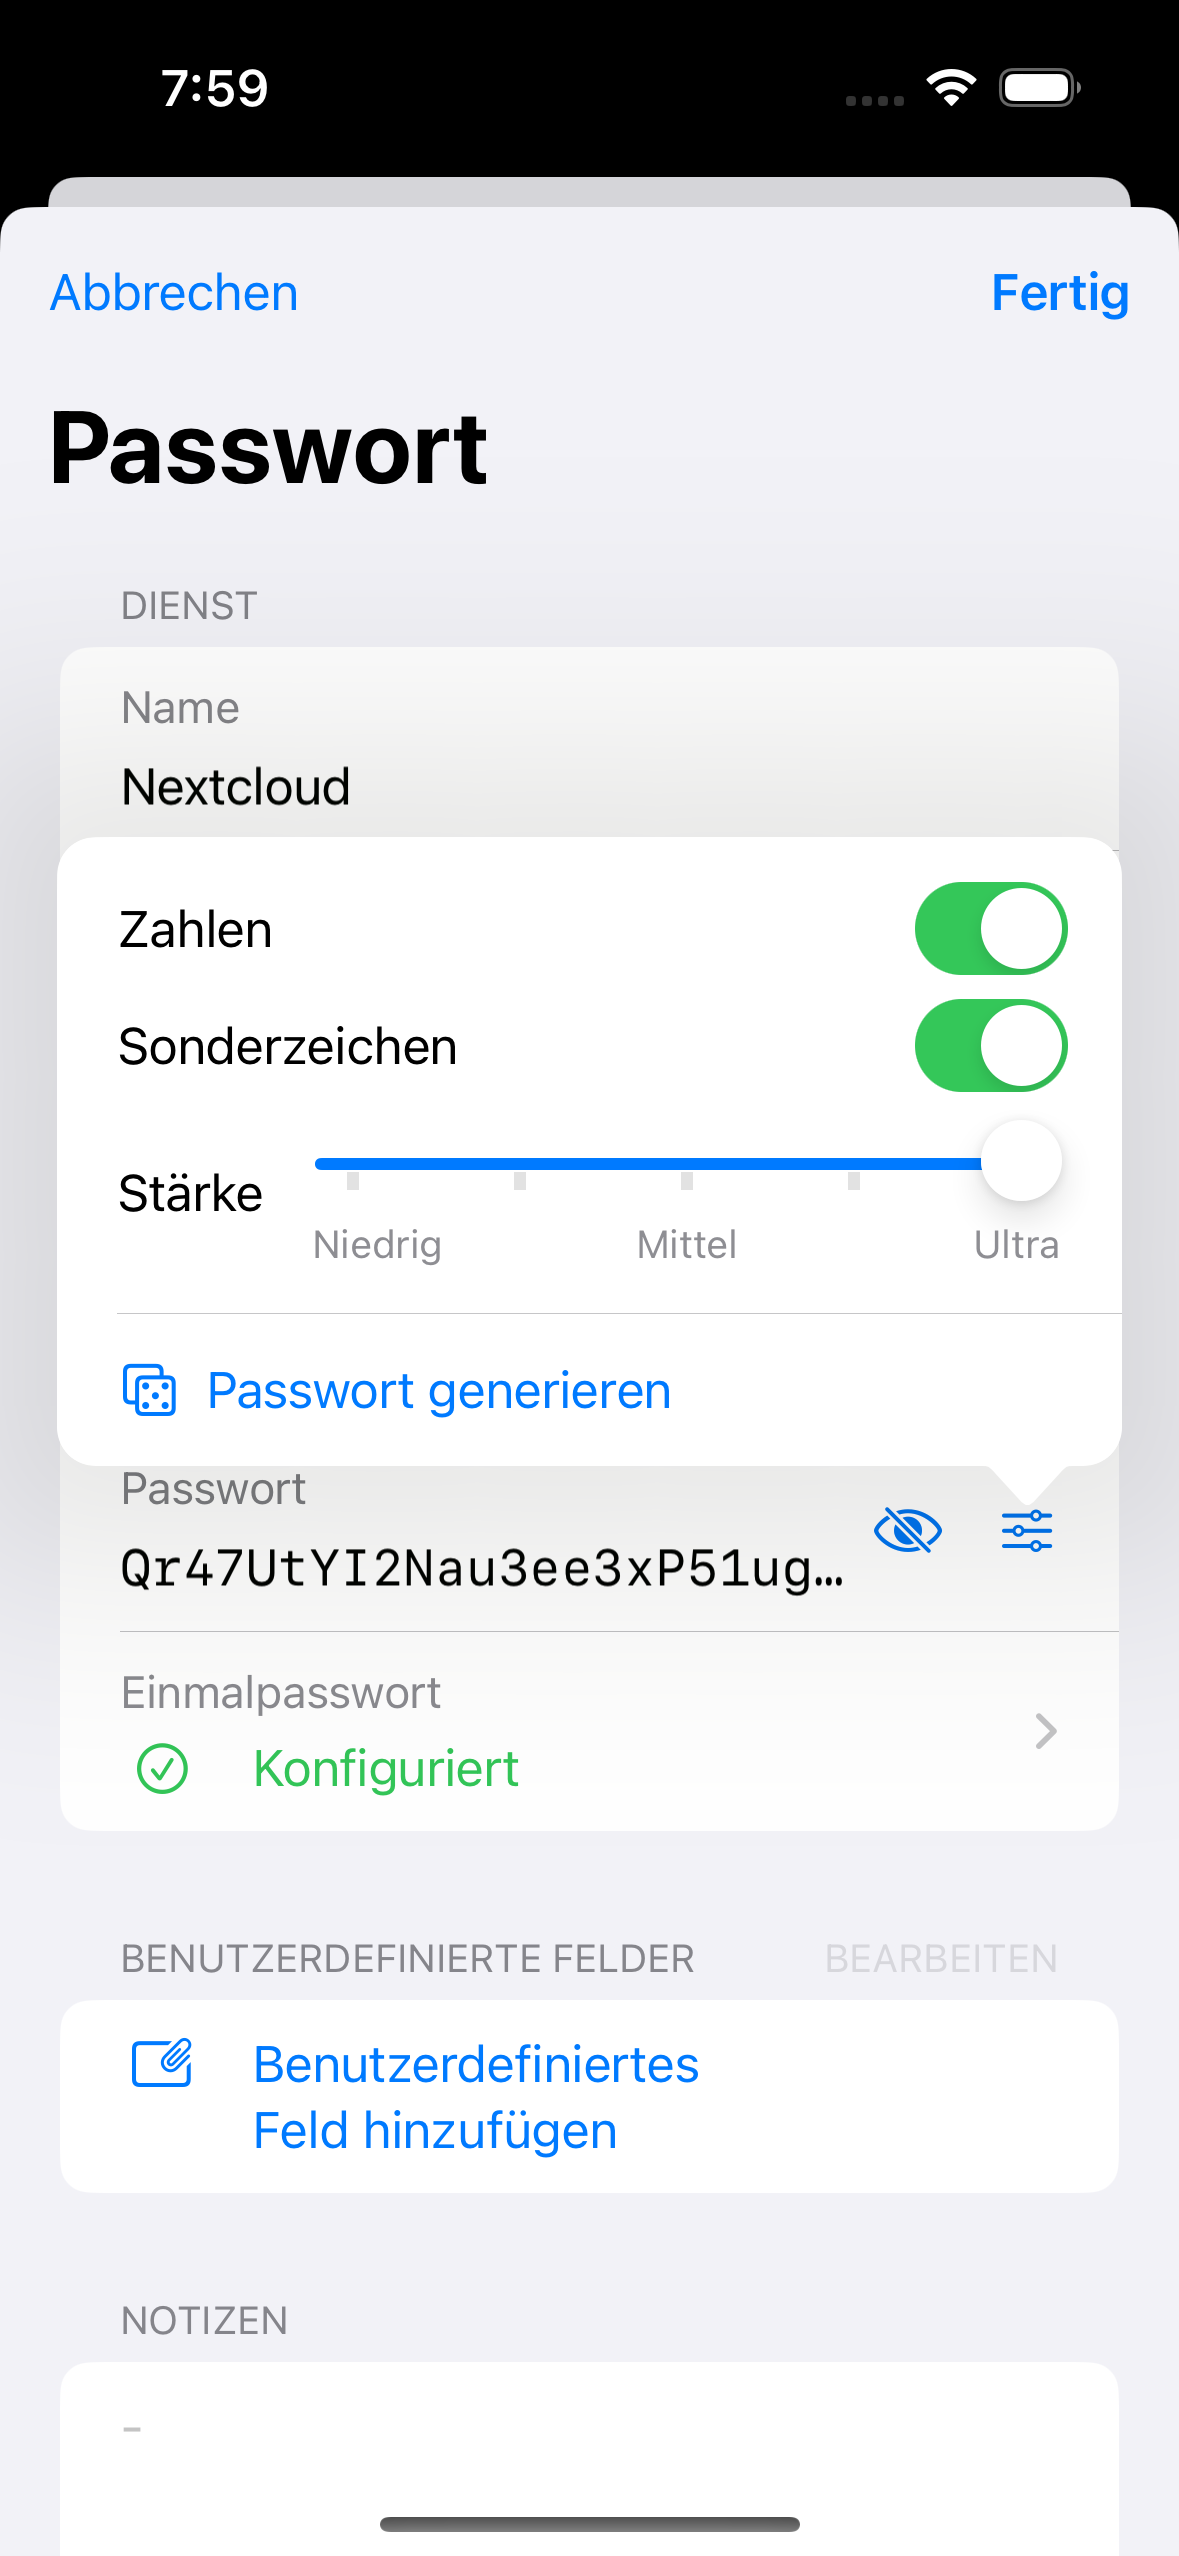 7:59
Abbrechen
Fertig
Passwort
DIENST
Name
Nextcloud
Zahlen
Sonderzeichen
Stärke
Niedrig
Mittel
Ultra
Passwort generieren
Passwort
Qr47UtYI2Nau3ee3xP51ug…
Einmalpasswort
Konfiguriert
BENUTZERDEFINIERTE FELDER
BEARBEITEN
Benutzerdefiniertes
Feld hinzufügen
NOTIZEN
-